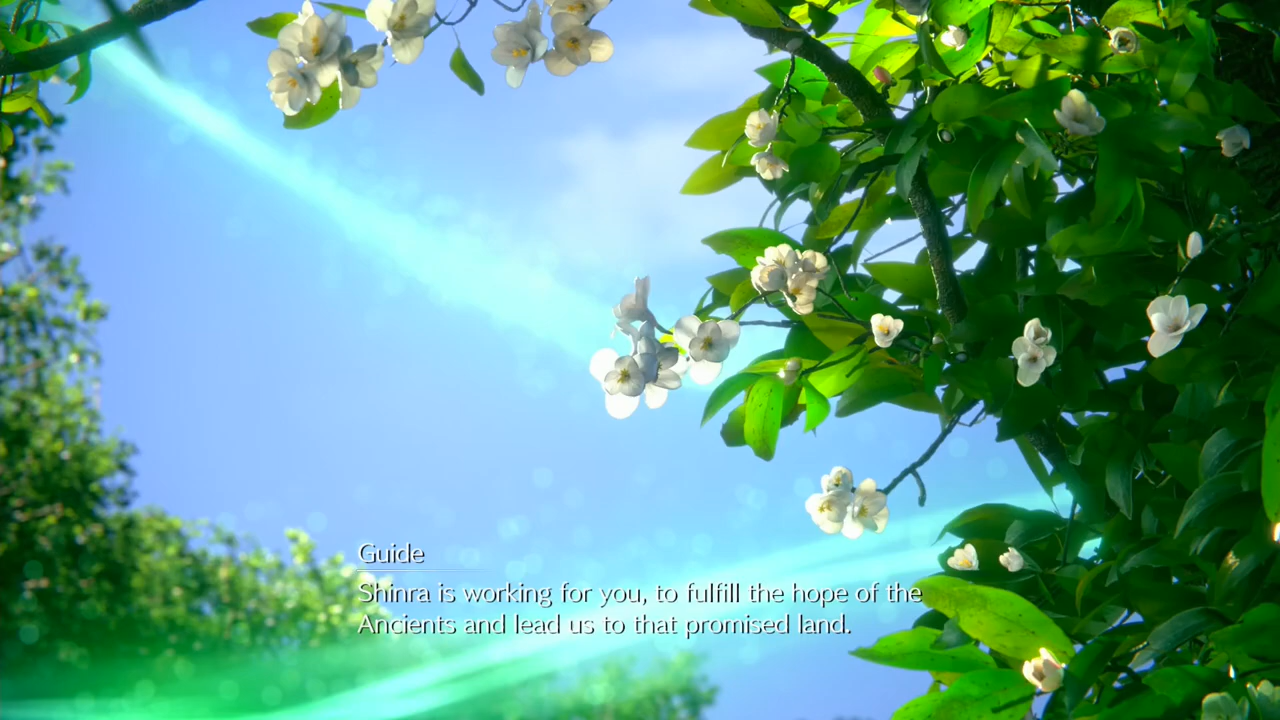 Guide
Shinra is working for you, to fulfill the hope of the
Ancients and lead us to that promised land.